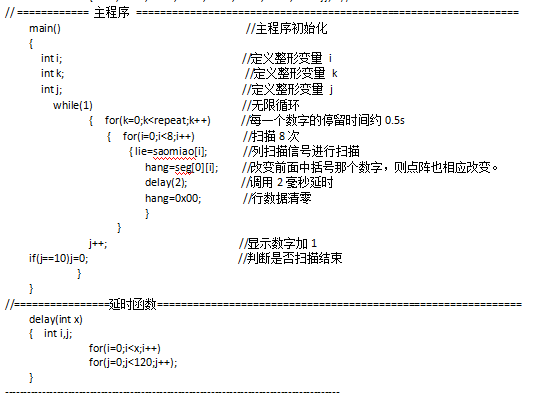 //============ 主程序 ================================================================
main() //主程序初始化
{
int i; //定义整形变量 i
int k; //定义整形变量 k
int j; //定义整形变量 j
while(1) //无限循环
{ for(k=0;k<repeat;k++) //每一个数字的停留时间约 0.5s
{ for(i=0;i<8;i++) //扫描 8 次
{lie=saomiao[i]; //列扫描信号进行扫描
hang=seg[0][i]; //改变前面中括号那个数字，则点阵也相应改变。
delay(2); //调用 2 毫秒延时
hang=0x00; //行数据清零
}
}
j++; //显示数字加 1
if(j==10)j=0; //判断是否扫描结束
}
}
//================延时函数=============================================================
delay(int x)
{ int i,j;
for(i=0;i<x;i++)
for(j=0;j<120;j++);
}
--------------------------------------------------------------------------------